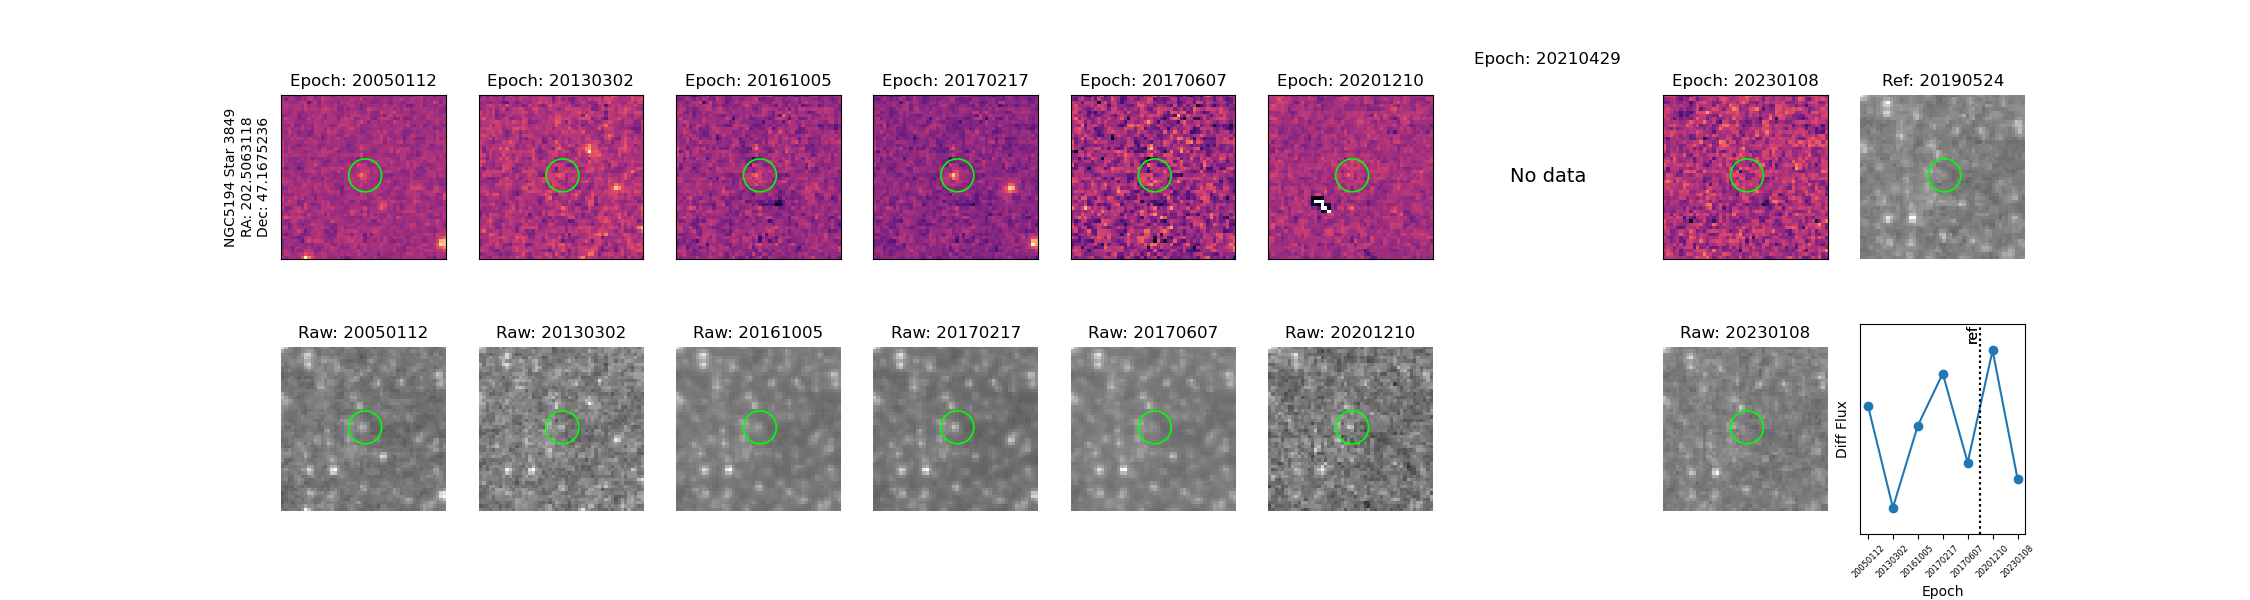 Epoch: 20210429
Epoch: 20050112
Epoch: 20130302
Epoch: 20161005
Epoch: 20170217
Epoch: 20170607
Epoch: 20201210
Epoch: 20230108
Ref: 20190524
NGC5194 Star 3849
RA: 202.5063118
Dec: 47.1675236
No data
Raw: 20050112
Raw: 20130302
Raw: 20161005
Raw: 20170217
Raw: 20170607
Raw: 20201210
Raw: 20230108
ref
Diff Flux
20050112
20130302
20161005
20170217
20170607
20201210
20230108
Epoch